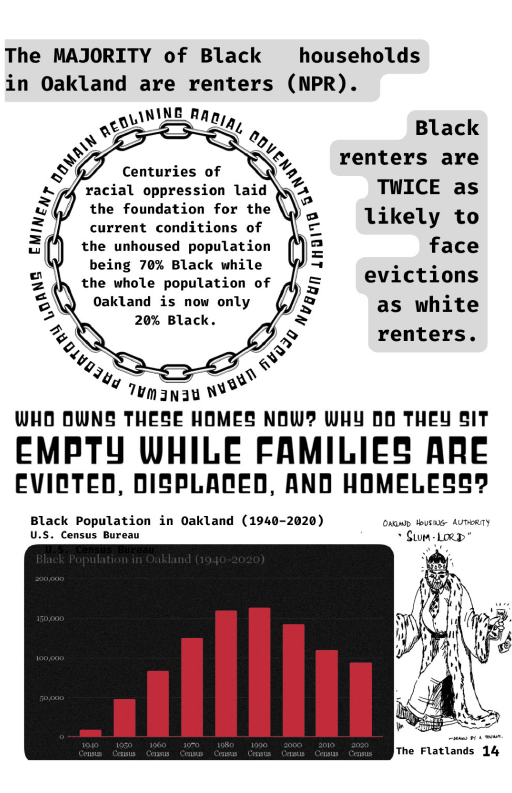 The MAJORITY of Black households
in Oakland are renters (NPR).
EMINENT DOMAIN REDLINING RACIAL COVENANTS BLIGHT URBAN DECAY URBAN RENEWAL PREDATORY LOANS
Centuries of
racial oppression laid
the foundation for the
current conditions of
the unhoused population
being 70% Black while
the whole population of
Oakland is now only
20% Black.
Black
renters are
TWICE as
likely to
face
evictions
as white
renters.
WHO OWNS THESE HOMES NOW? WHY DO THEY SIT
EMPTY WHILE FAMILIES ARE
EVICTED, DISPLACED, AND HOMELESS?
Black Population in Oakland (1940-2020)
U.S. Census Bureau
U.S. Census Bureau
Black Population in Oakland (1940-2020)
200,000
150,000
100,000
50,000
0
1940 1950 1960 1970 1980 1990 2000 2010 2020
Census Census Census Census Census Census Census Census Census
OAKLAND HOUSING AUTHORITY
"SLUM-LORD"
-DRAWN BY A
The Flatlands 14